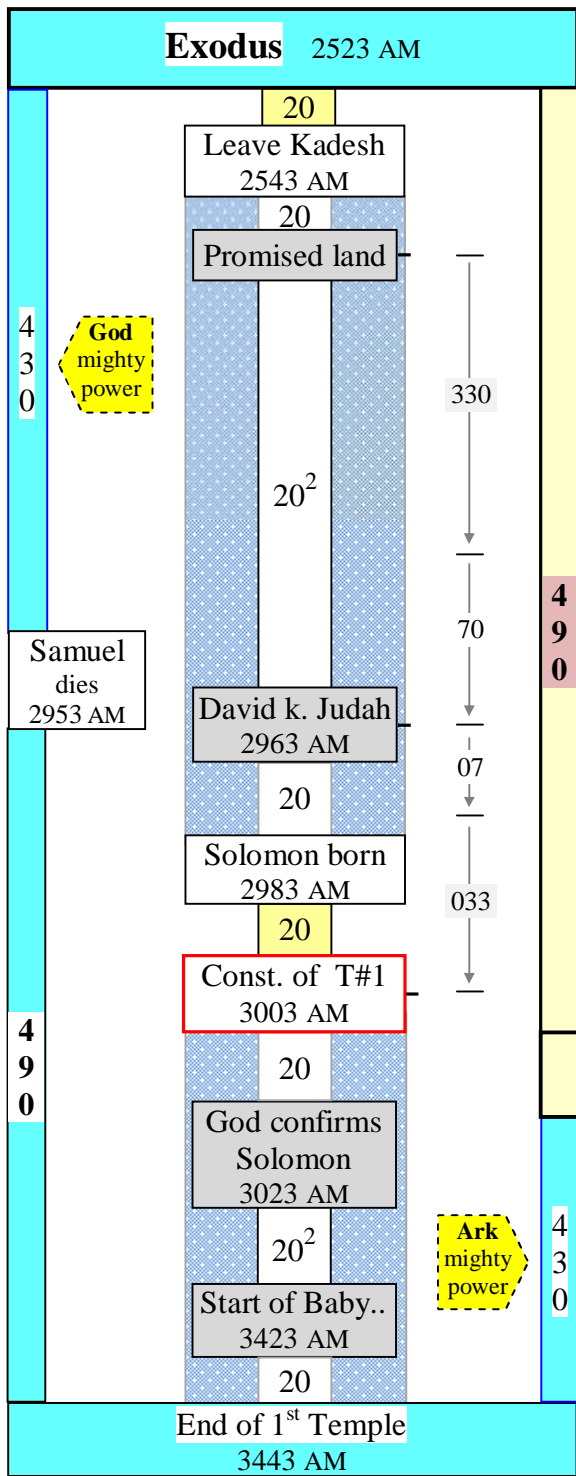 Exodus 2523 AM
20
Leave Kadesh
2543 AM
20
Promised land
4
3
0
God
mighty
power
330
20²
4
9
0
70
Samuel
dies
2953 AM
David k. Judah
2963 AM
07
20
Solomon born
2983 AM
033
20
Const. of T#1
3003 AM
4
9
0
20
God confirms
Solomon
3023 AM
Ark
mighty
power
4
3
0
20²
Start of Baby..
3423 AM
20
End of 1st Temple
3443 AM